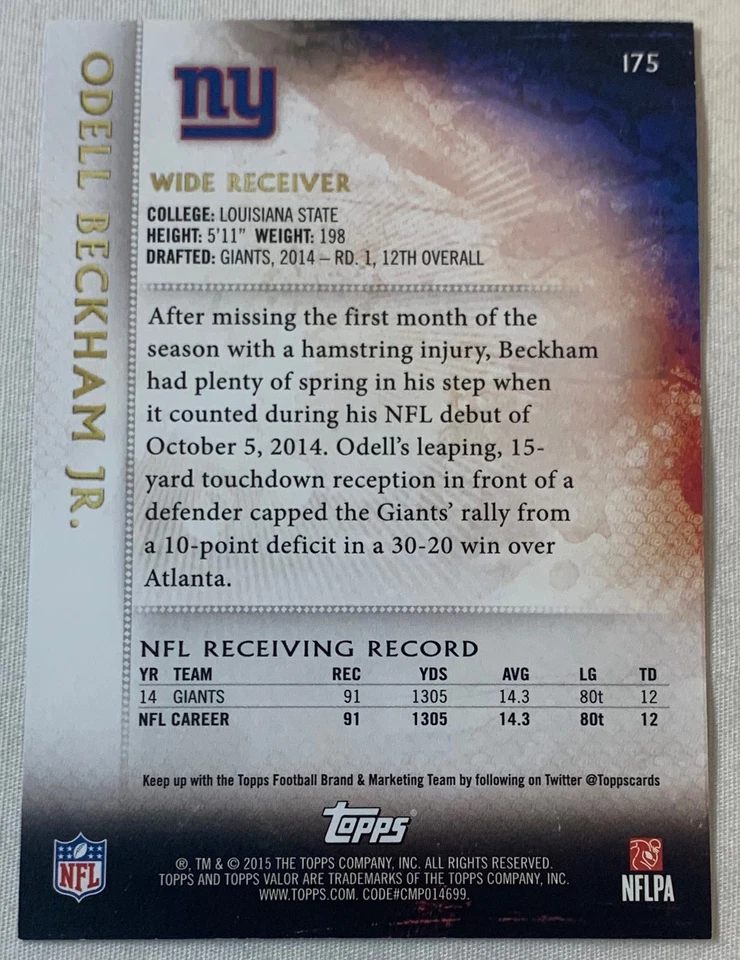 175
ny
ODELL BECKHAM JR.
WIDE RECEIVER
COLLEGE: LOUISIANA STATE
HEIGHT: 5'11" WEIGHT: 198
DRAFTED: GIANTS, 2014 – RD. 1, 12TH OVERALL
After missing the first month of the
season with a hamstring injury, Beckham
had plenty of spring in his step when
it counted during his NFL debut of
October 5, 2014. Odell's leaping, 15-
yard touchdown reception in front of a
defender capped the Giants' rally from
a 10-point deficit in a 30-20 win over
Atlanta.
NFL RECEIVING RECORD
YR TEAM REC YDS AVG LG TD
14 GIANTS 91 1305 14.3 80t 12
NFL CAREER 91 1305 14.3 80t 12
Keep up with the Topps Football Brand & Marketing Team by following on Twitter @Toppscards
Topps®
®, TM & © 2015 THE TOPPS COMPANY, INC. ALL RIGHTS RESERVED.
TOPPS AND TOPPS VALOR ARE TRADEMARKS OF THE TOPPS COMPANY, INC.
WWW.TOPPS.COM. CODE#CMP014699.
NFL
NFLPA